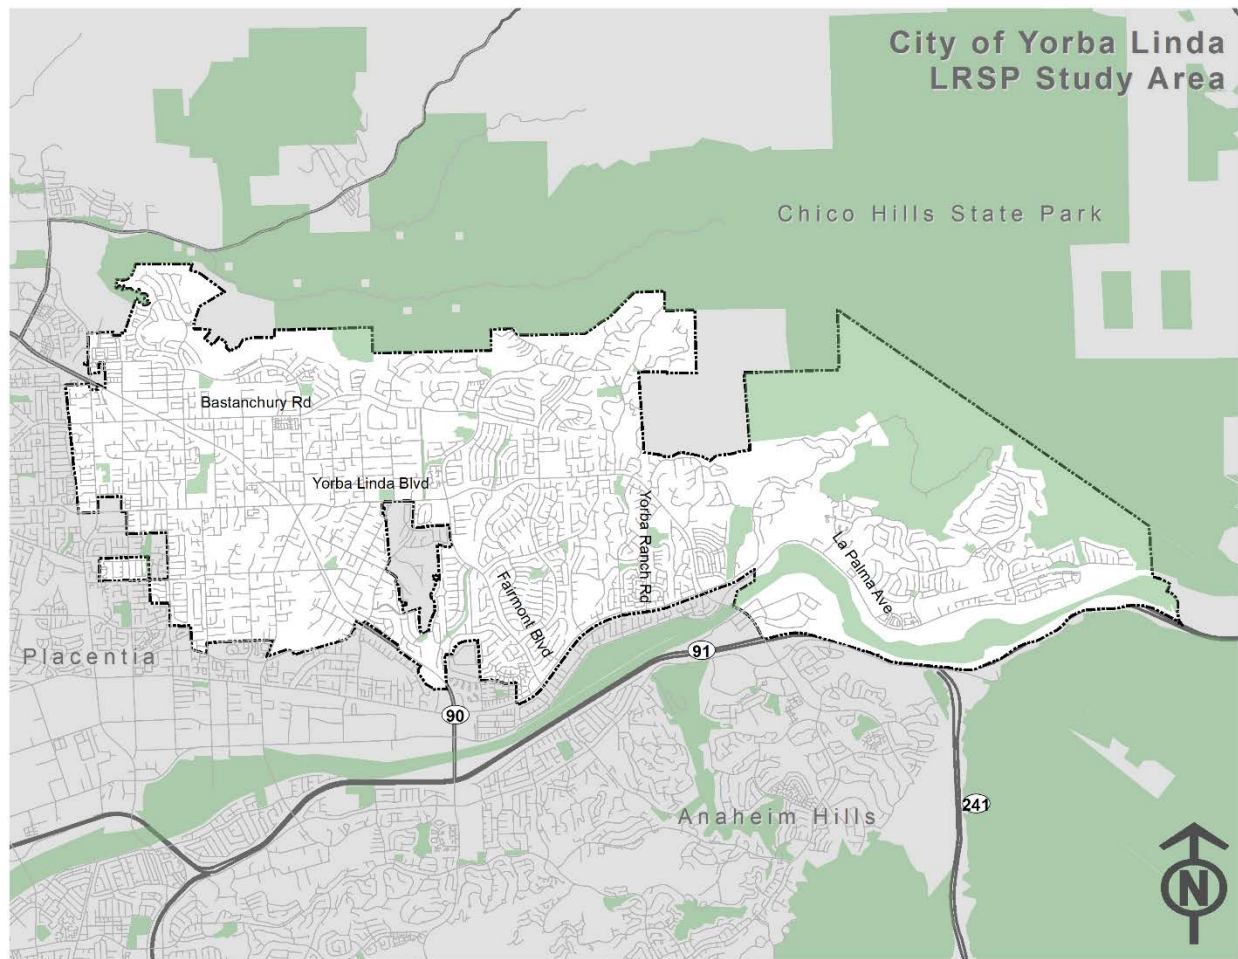 City of Yorba Linda
LRSP Study Area
Chico Hills State Park
Bastanchury Rd
Yorba Linda Blvd
Yorba Ranch Rd
La Palma Ave
Fairmont Blvd
Placentia
91
90
241
Anaheim Hills
N